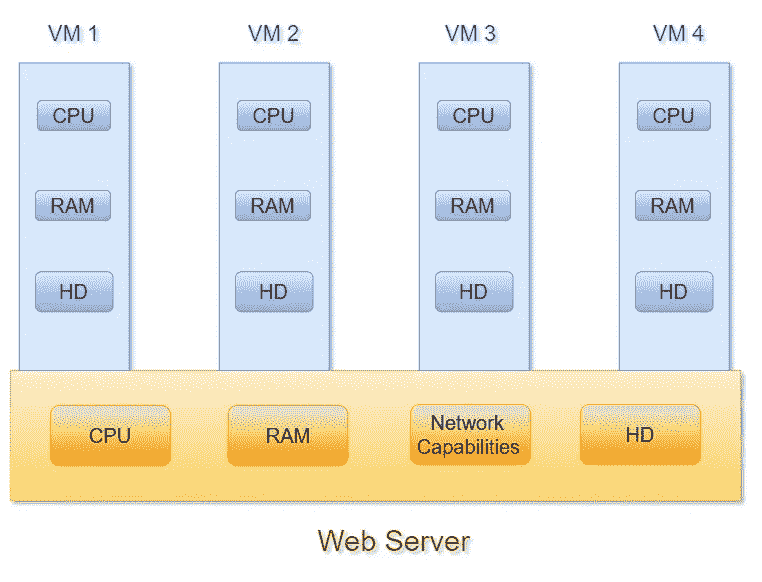 VM 1
VM 2
VM 3
VM 4
CPU
CPU
CPU
CPU
RAM
RAM
RAM
RAM
HD
HD
HD
HD
CPU
RAM
Network
Capabilities
HD
Web Server